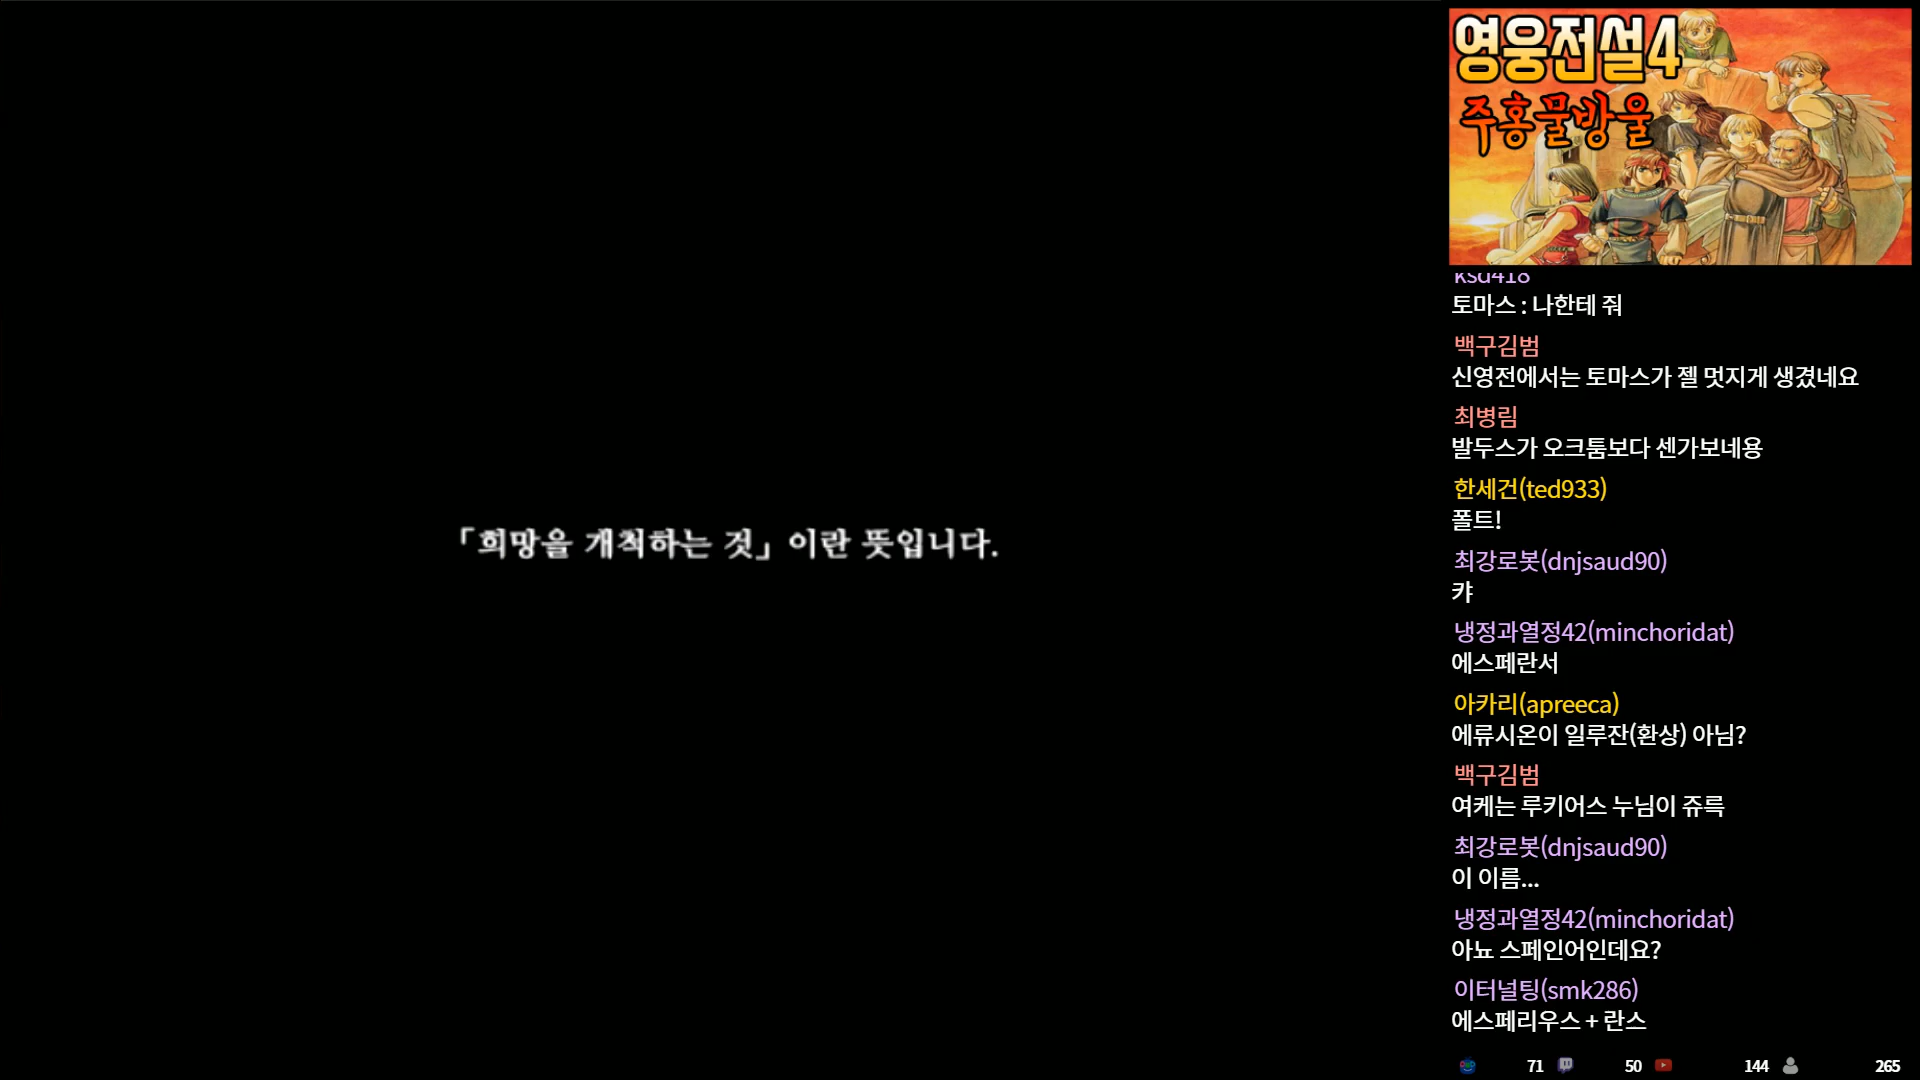 「희망을 개척하는 것」이란 뜻입니다.
영웅전설4
주홍물방울
ksd418
토마스 : 나한테 줘
백구김범
신영전에서는 토마스가 젤 멋지게 생겼네요
최병림
발두스가 오크툼보다 센가보네용
한세건(ted933)
폴트!
최강로봇(dnjsaud90)
캬
냉정과열정42(minchoridat)
에스페란서
아카리(apreeca)
에류시온이 일루잔(환상) 아님?
백구김범
여케는 루키어스 누님이 쥬륵
최강로봇(dnjsaud90)
이 이름...
냉정과열정42(minchoridat)
아뇨 스페인어인데요?
이터널팅(smk286)
에스페리우스 + 란스
71 50 144 265